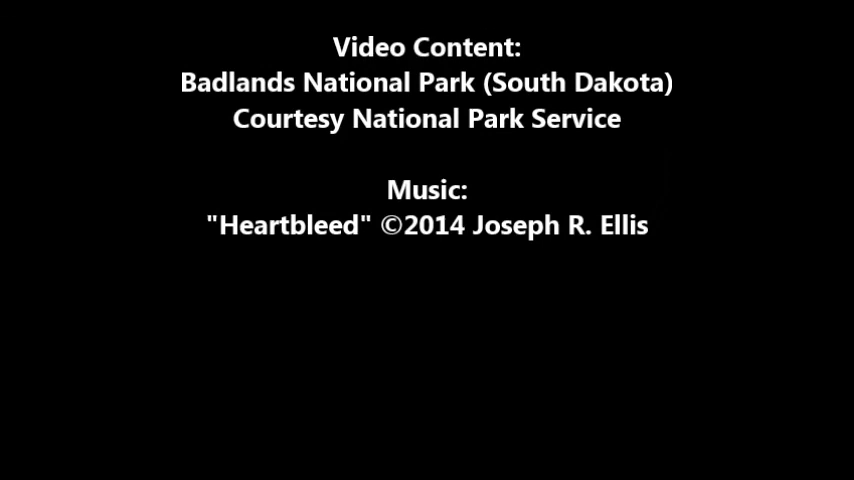 Video Content:
Badlands National Park (South Dakota)
Courtesy National Park Service
Music:
"Heartbleed" ©2014 Joseph R. Ellis